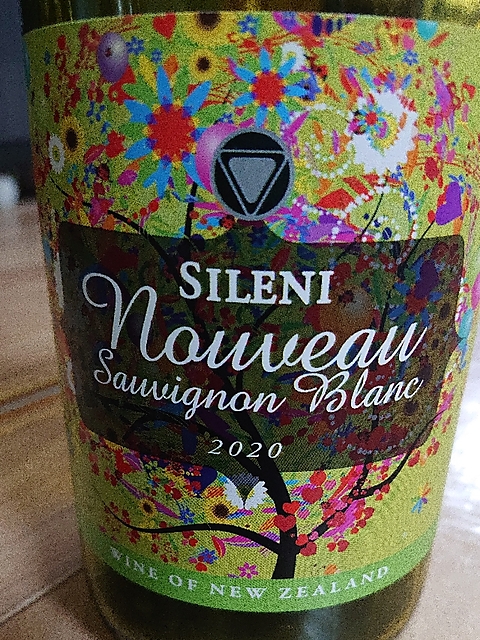 SILENI
Nouveau
Sauvignon Blanc
2020
WINE OF NEW ZEALAND